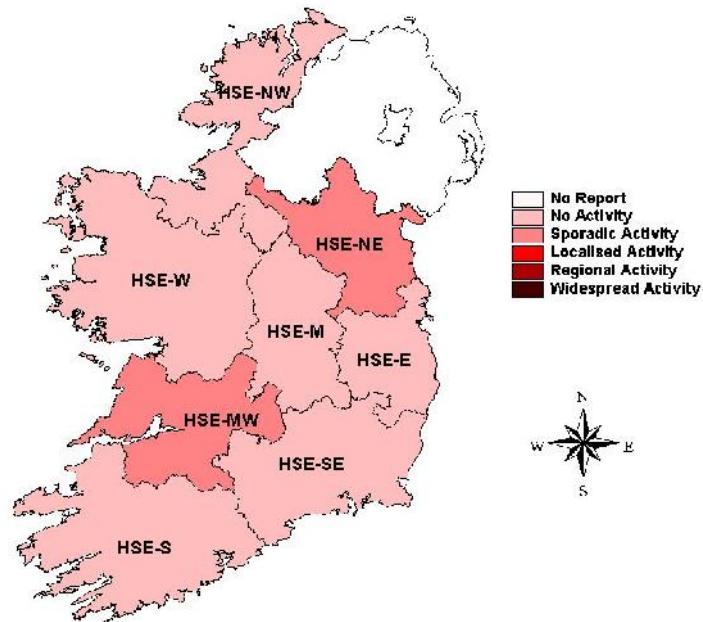 HSE-NW
No Report
No Activity
Sporadic Activity
Localised Activity
Regional Activity
Widespread Activity
HSE-NE
HSE-W
HSE-M
HSE-E
HSE-MW
HSE-SE
HSE-S
N
W
E
S